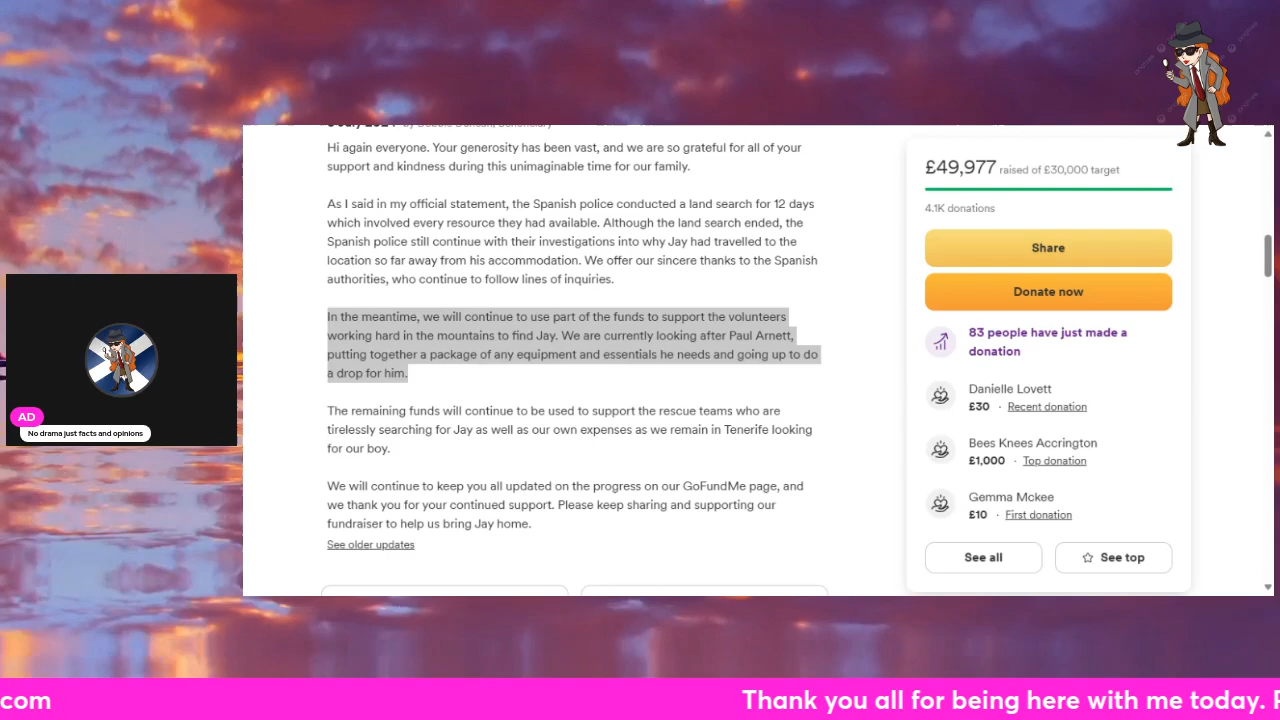 Hi again everyone. Your generosity has been vast, and we are so grateful for all of your
support and kindness during this unimaginable time for our family.
As I said in my official statement, the Spanish police conducted a land search for 12 days
which involved every resource they had available. Although the land search ended, the
Spanish police still continue with their investigations into why Jay had travelled to the
location so far away from his accommodation. We offer our sincere thanks to the Spanish
authorities, who continue to follow lines of inquiries.
In the meantime, we will continue to use part of the funds to support the volunteers
working hard in the mountains to find Jay. We are currently looking after Paul Arnett,
putting together a package of any equipment and essentials he needs and going up to do
a drop for him.
The remaining funds will continue to be used to support the rescue teams who are
tirelessly searching for Jay as well as our own expenses as we remain in Tenerife looking
for our boy.
We will continue to keep you all updated on the progress on our GoFundMe page, and
we thank you for your continued support. Please keep sharing and supporting our
fundraiser to help us bring Jay home.
See older updates
£49,977 raised of £30,000 target
4.1K donations
Share
Donate now
83 people have just made a
donation
Danielle Lovett
£30 · Recent donation
Bees Knees Accrington
£1,000 · Top donation
Gemma Mckee
£10 · First donation
See all
See top
AD
No drama just facts and opinions
com
Thank you all for being here with me today.